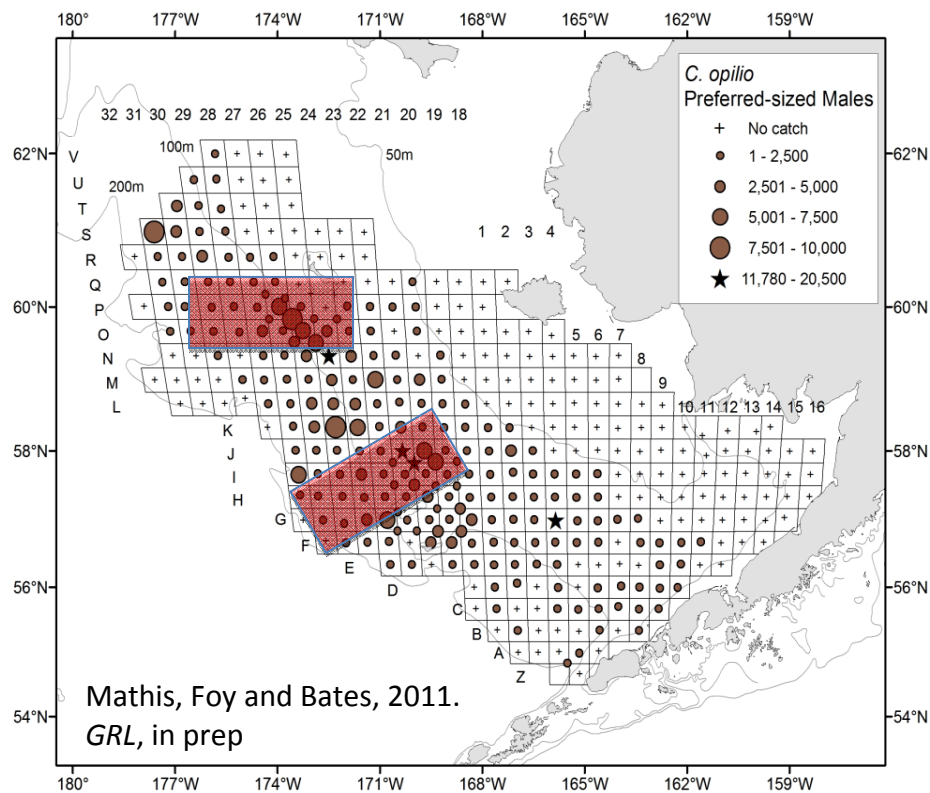 180° 177°W 174°W 171°W 168°W 165°W 162°W 159°W
C. opilio
Preferred-sized Males
+ No catch
1 - 2,500
2,501 - 5,000
5,001 - 7,500
7,501 - 10,000
★ 11,780 - 20,500
32 31 30 29 28 27 26 25 24 23 22 21 20 19 18
100m
50m
200m
62°N
62°N
V
U
T
S
R
Q
P
O
N
M
L
K
J
I
H
G
F
E
D
C
B
A
Z
1 2 3 4
5 6 7
8
9
10 11 12 13 14 15 16
60°N
60°N
58°N
58°N
56°N
56°N
54°N
54°N
Mathis, Foy and Bates, 2011.
GRL, in prep
180° 177°W 174°W 171°W 168°W 165°W 162°W 159°W